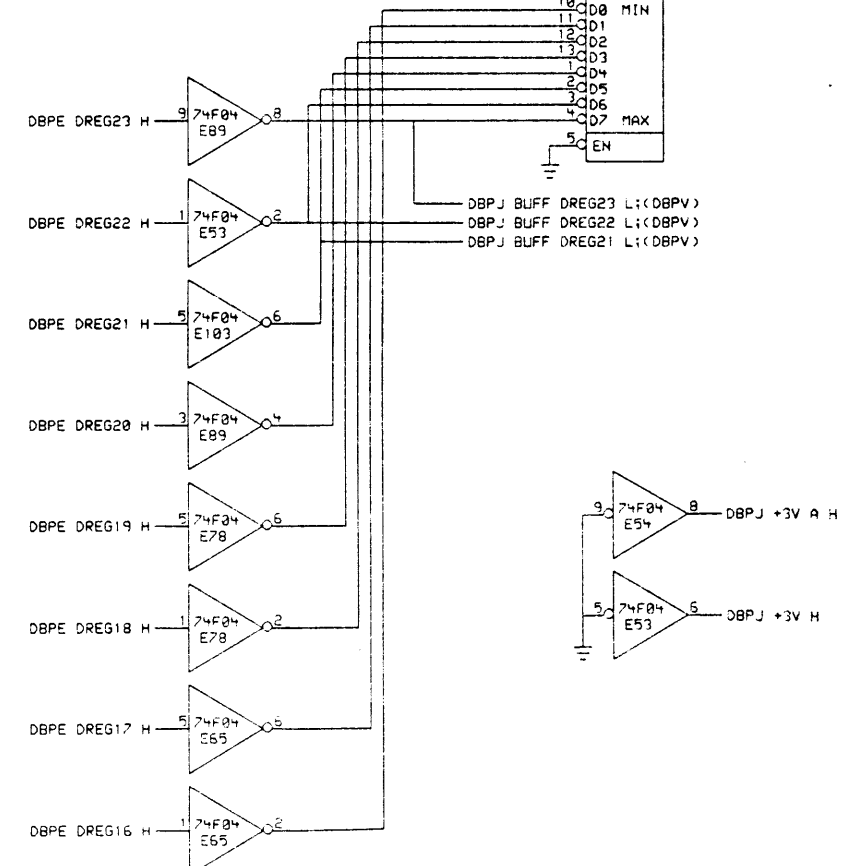 10 D0 MIN
11 D1
12 D2
13 D3
1 D4
2 D5
3 D6
4 D7 MAX
5 EN
DBPE DREG23 H 9 74F04 E89 8
DBPJ BUFF DREG23 L;(DBPV)
DBPE DREG22 H 1 74F04 E53 2
DBPJ BUFF DREG22 L;(DBPV)
DBPJ BUFF DREG21 L;(DBPV)
DBPE DREG21 H 5 74F04 E103 6
DBPE DREG20 H 3 74F04 E89 4
DBPE DREG19 H 5 74F04 E78 6
9 74F04 E54 8 DBPJ +3V A H
DBPE DREG18 H 1 74F04 E78 2
5 74F04 E53 6 DBPJ +3V H
DBPE DREG17 H 5 74F04 E65 6
DBPE DREG16 H 1 74F04 E65 2